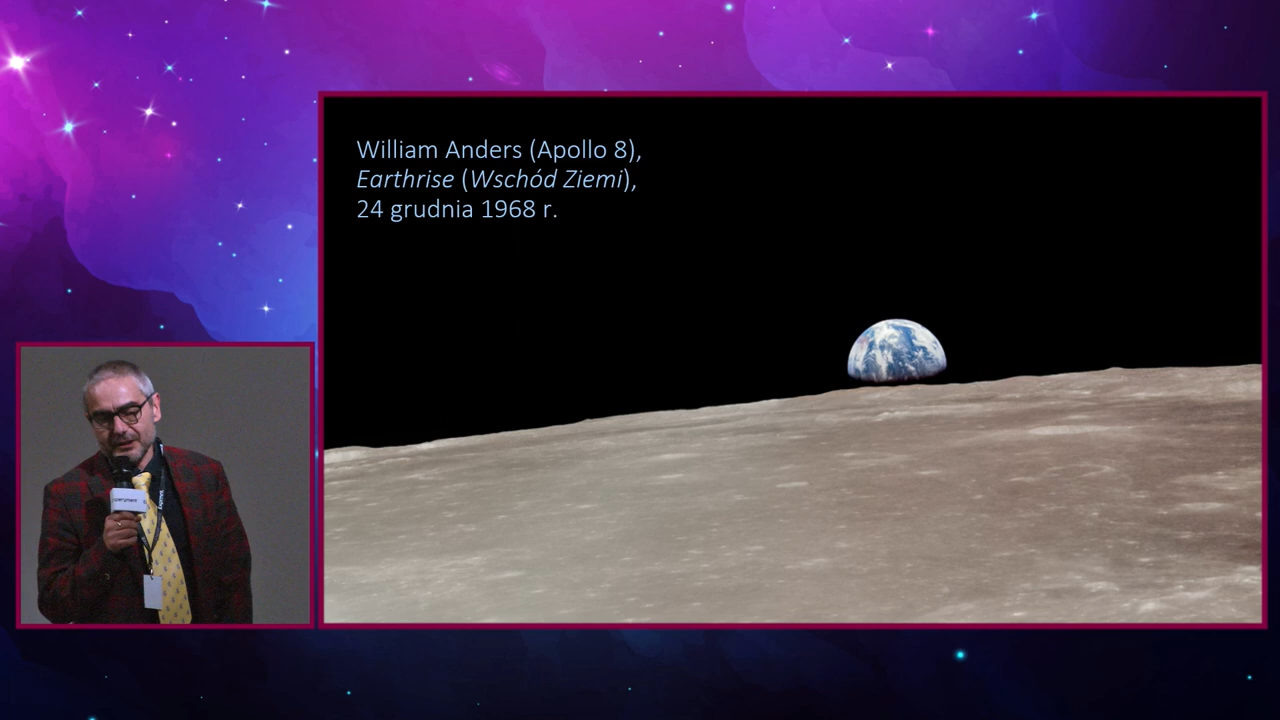 William Anders (Apollo 8),
Earthrise (Wschód Ziemi),
24 grudnia 1968 r.